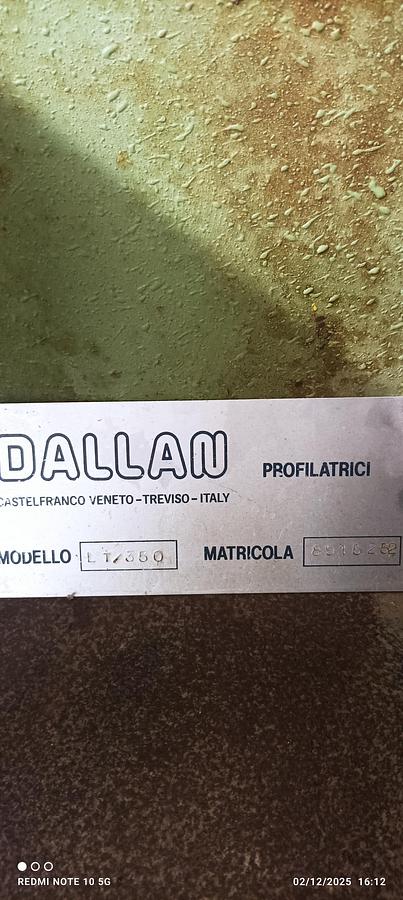 DALLAN PROFILATRICI
CASTELFRANCO VENETO-TREVISO-ITALY
MODELLO LT/350 MATRICOLA
REDMI NOTE 10 5G 02/12/2025 16:12